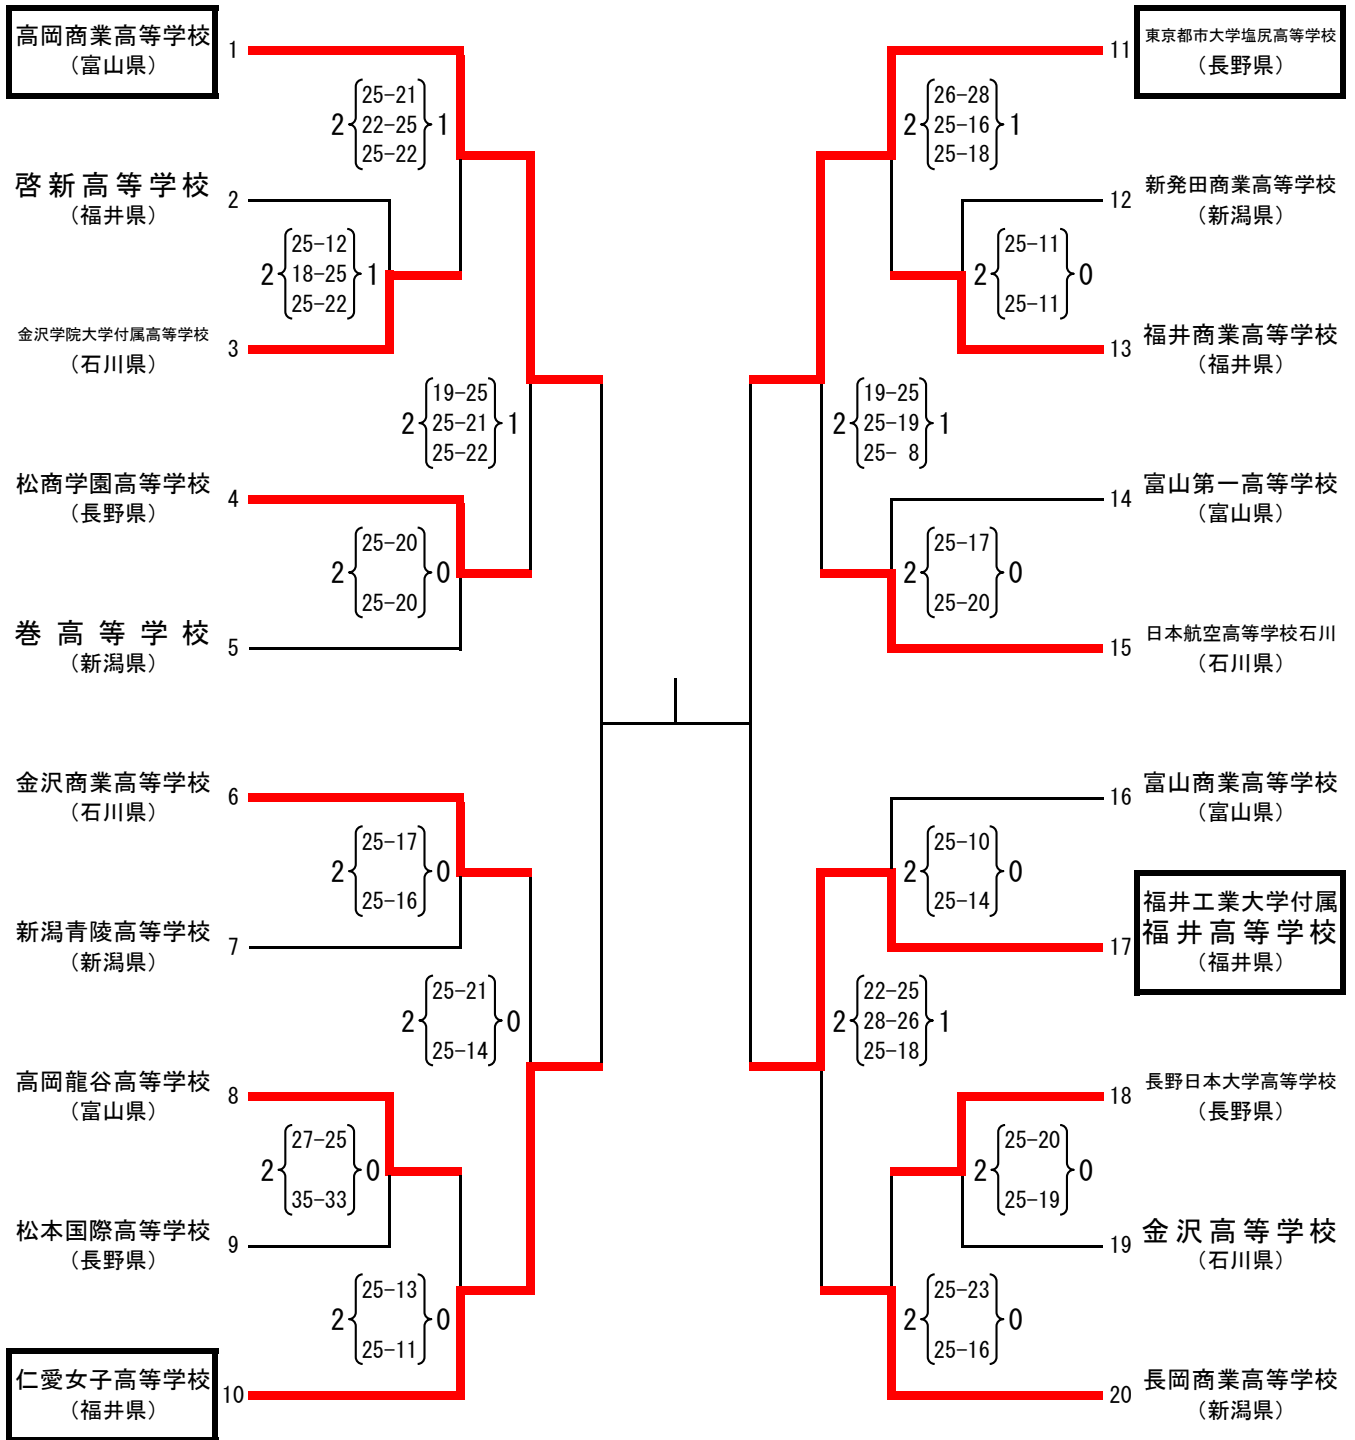 高岡商業高等学校
（富山県）
1
2 25-21 1
22-25
25-22
啓新高等学校
（福井県）
2
2 25-12 1
18-25
25-22
金沢学院大学付属高等学校
（石川県）
3
2 19-25 1
25-21
25-22
松商学園高等学校
（長野県）
4
2 25-20 0
25-20
巻高等学校
（新潟県）
5
金沢商業高等学校
（石川県）
6
2 25-17 0
25-16
新潟青陵高等学校
（新潟県）
7
2 25-21 0
25-14
高岡龍谷高等学校
（富山県）
8
2 27-25 0
35-33
松本国際高等学校
（長野県）
9
2 25-13 0
25-11
仁愛女子高等学校
（福井県）
10
11
東京都市大学塩尻高等学校
（長野県）
2 26-28 1
25-16
25-18
12
新発田商業高等学校
（新潟県）
2 25-11 0
25-11
13
福井商業高等学校
（福井県）
2 19-25 1
25-19
25- 8
14
富山第一高等学校
（富山県）
2 25-17 0
25-20
15
日本航空高等学校石川
（石川県）
16
富山商業高等学校
（富山県）
2 25-10 0
25-14
17
福井工業大学付属
福井高等学校
（福井県）
2 22-25 1
28-26
25-18
18
長野日本大学高等学校
（長野県）
2 25-20 0
25-19
19
金沢高等学校
（石川県）
2 25-23 0
25-16
20
長岡商業高等学校
（新潟県）